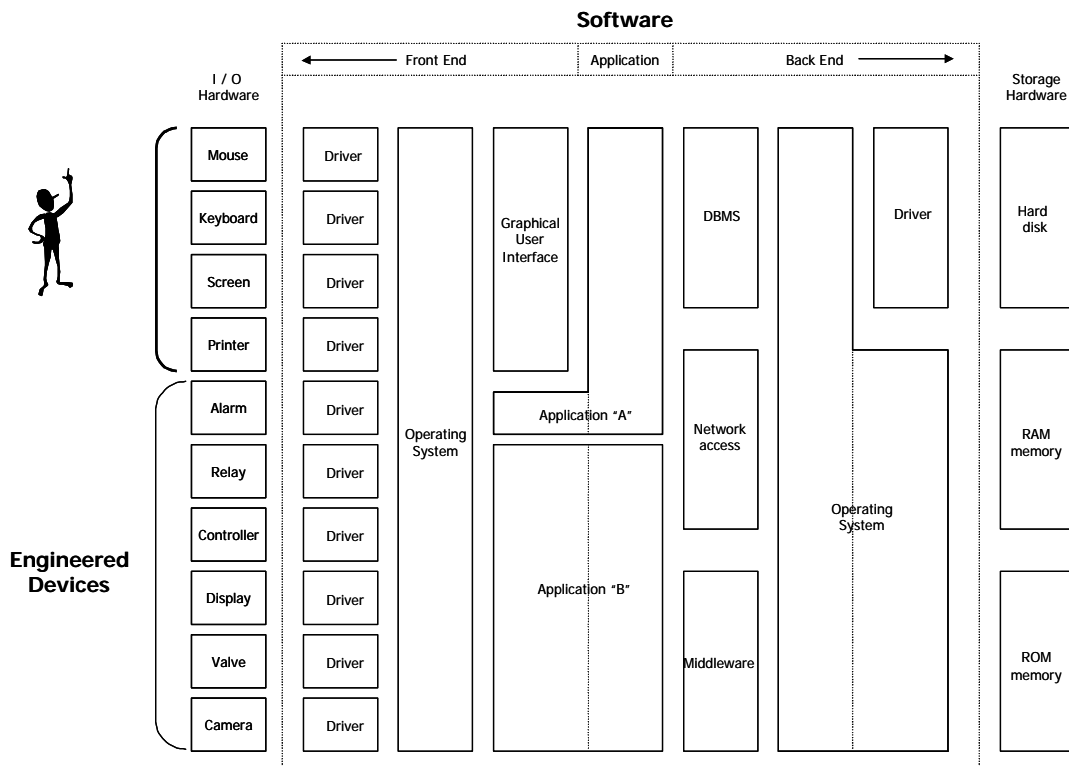 Software
Front End
Application
Back End
I / O
Hardware
Storage
Hardware
Mouse
Driver
Keyboard
Driver
Screen
Driver
Printer
Driver
Alarm
Driver
Relay
Driver
Controller
Driver
Display
Driver
Valve
Driver
Camera
Driver
Engineered
Devices
Operating
System
Graphical
User
Interface
Application "A"
Application "B"
DBMS
Network
access
Middleware
Operating
System
Driver
Hard
disk
RAM
memory
ROM
memory